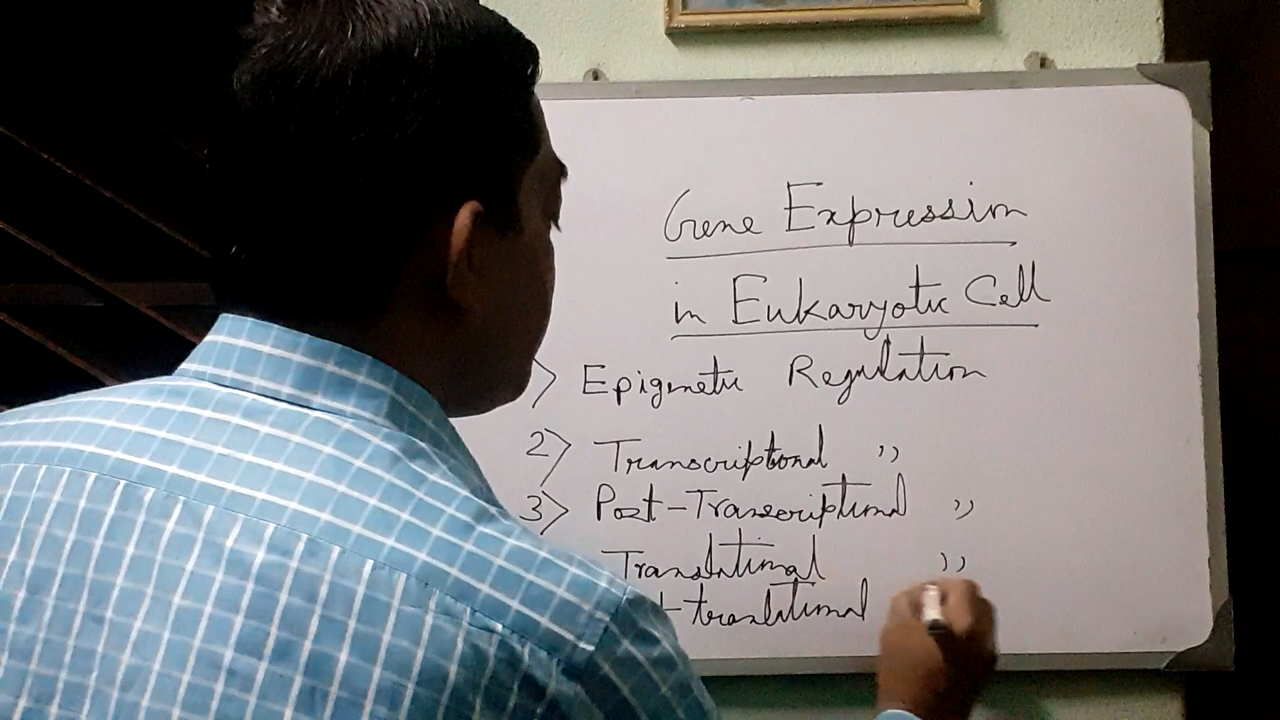 Gene Expression
in Eukaryotic Cell
> Epigenetic Regulation
2> Transcriptional ,,
3> Post-Transcriptional ,,
Translational ,,
t-translational